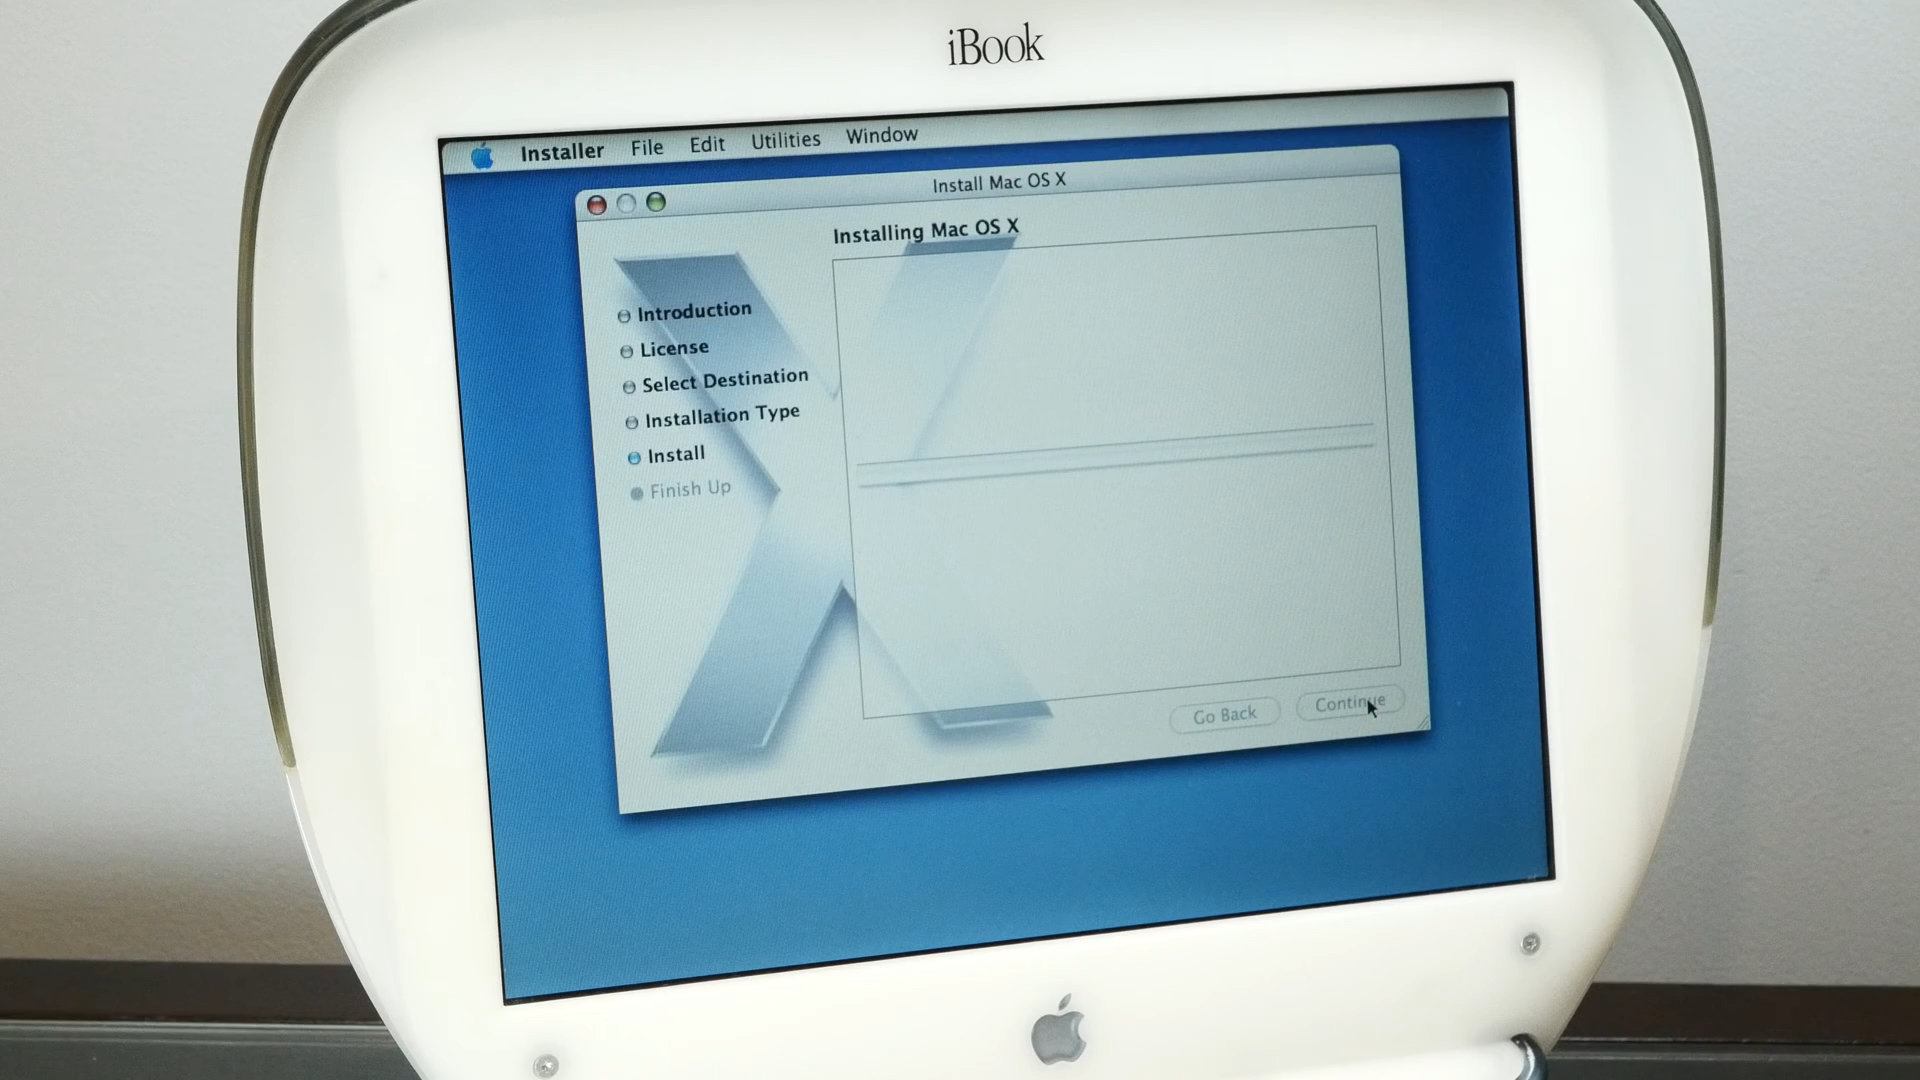 iBook
Installer File Edit Utilities Window
Install Mac OS X
Installing Mac OS X
Introduction
License
Select Destination
Installation Type
Install
Finish Up
Go Back Continue